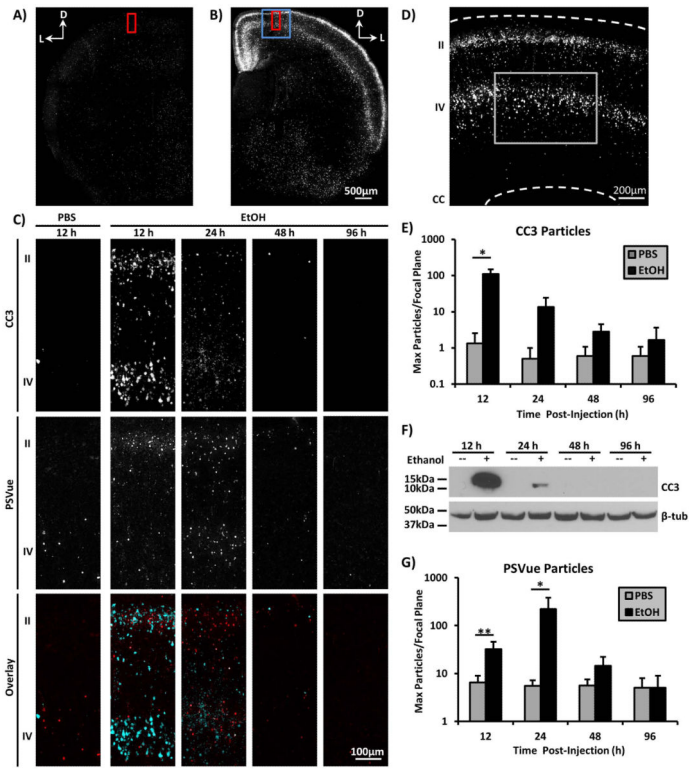 A)
D
L
B)
D
L
500µm
D)
II
IV
CC
200µm
C)
PBS
EtOH
12 h
12 h
24 h
48 h
96 h
CC3
II
IV
PSVue
II
IV
Overlay
II
IV
100µm
E)
CC3 Particles
Max Particles/Focal Plane
1000
100
10
1
0.1
*
PBS
EtOH
12
24
48
96
Time Post-Injection (h)
F)
12 h
24 h
48 h
96 h
Ethanol
-- + -- + -- + -- +
15kDa
10kDa
CC3
50kDa
37kDa
β-tub
G)
PSVue Particles
Max Particles/Focal Plane
1000
100
10
1
**
*
PBS
EtOH
12
24
48
96
Time Post-Injection (h)